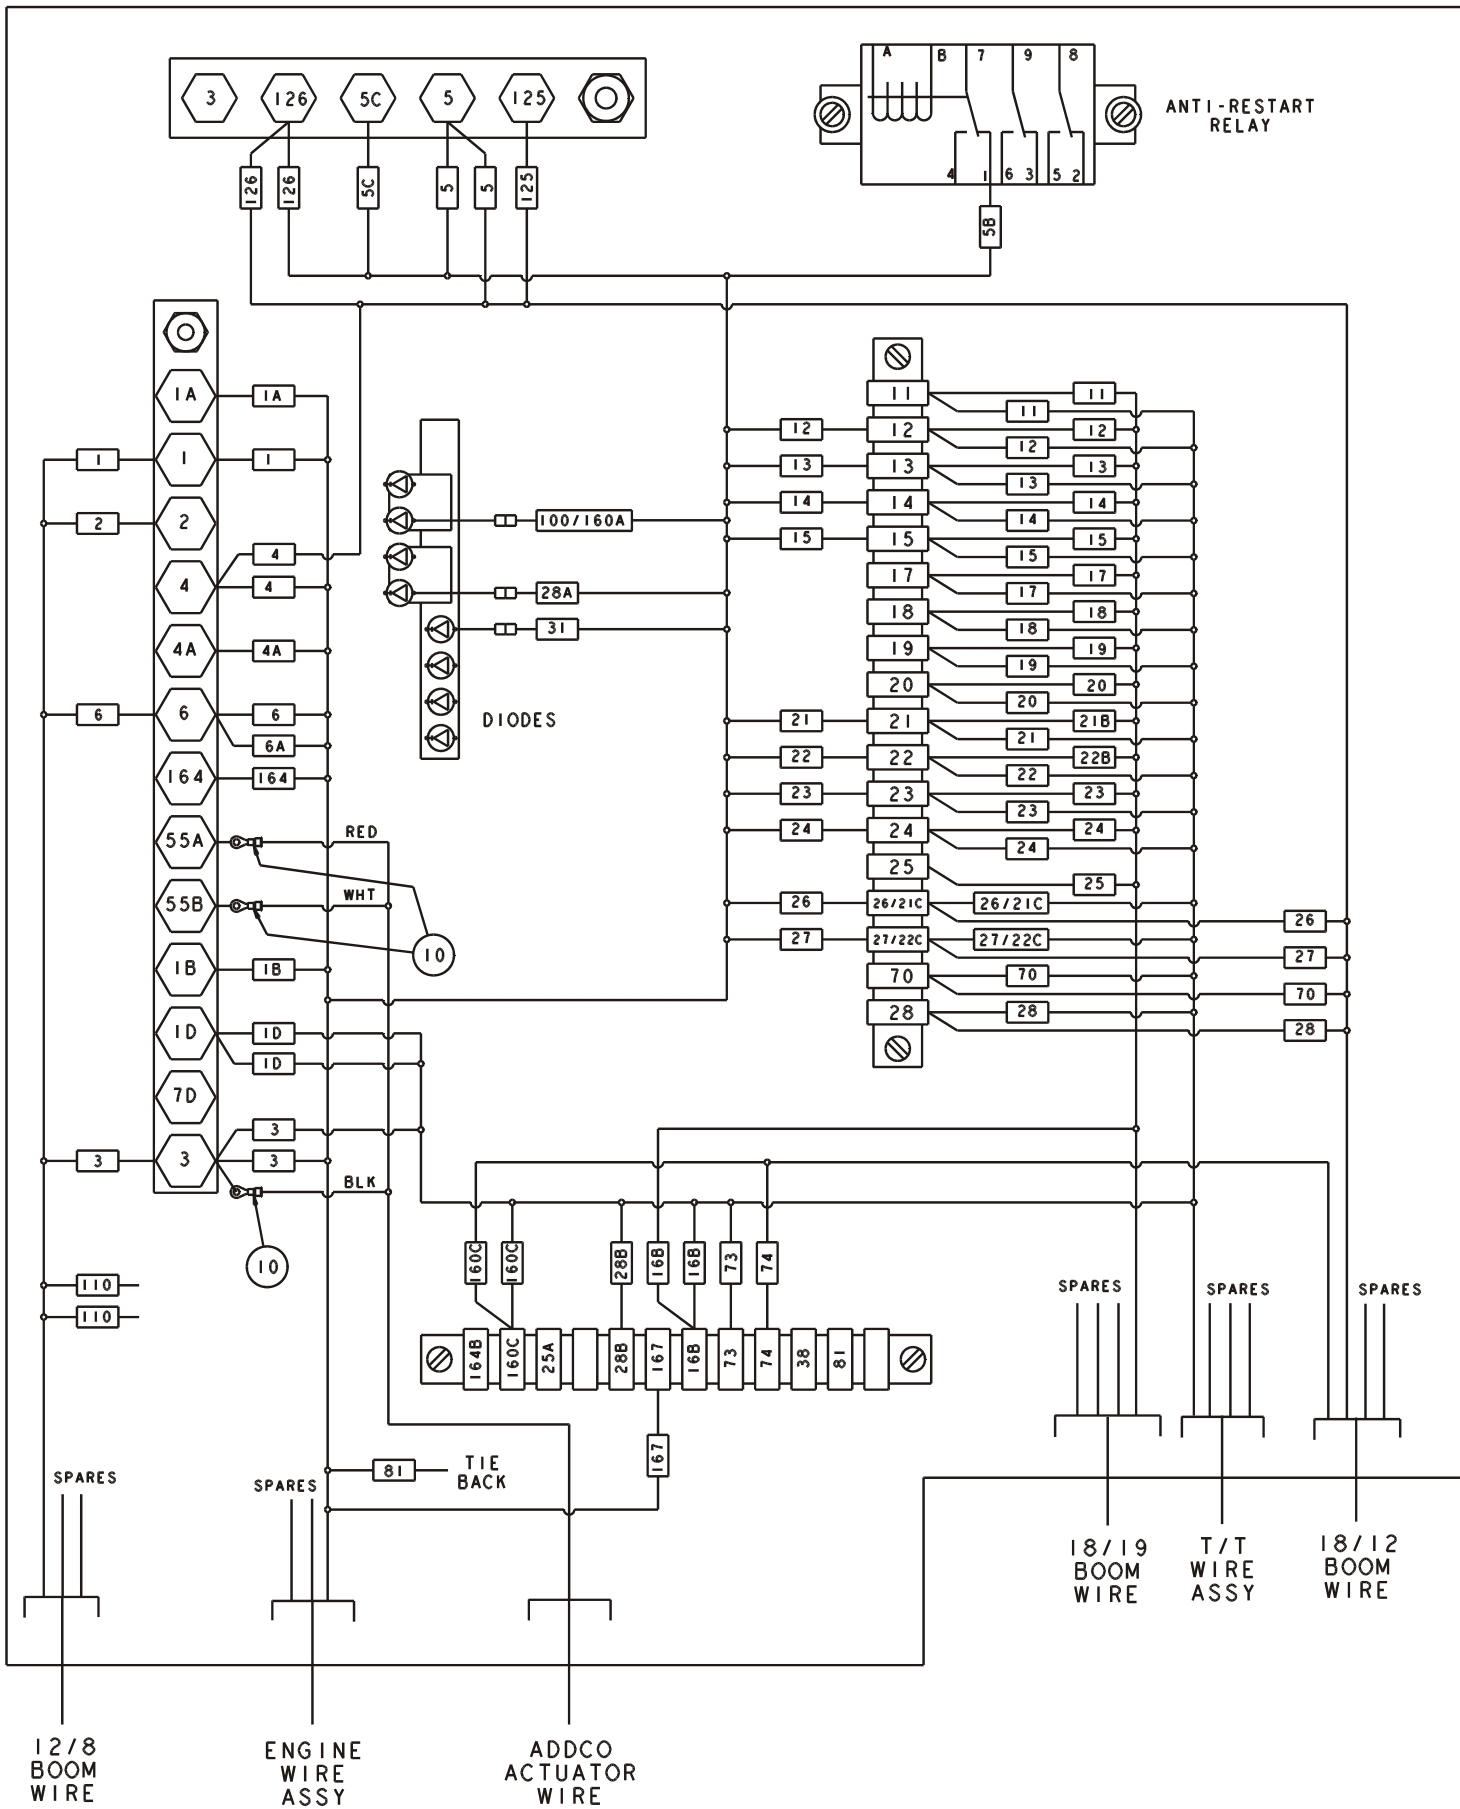 3 126 5C 5 125
126 126 5C 5 5 125
A B 7 9 8
4 1 6 3 5 2
ANTI-RESTART
RELAY
5B
1A 1A
1 1 1
2 2
4
4 4
4A 4A
6 6 6
6A
164 164
55A RED
55B WHT
10
1B 1B
1D 1D
1D
7D
3
3 3 3
BLK
10
110
110
100/160A
28A
31
DIODES
11 11
11
12 12 12
12
13 13 13
13
14 14 14
14
15 15 15
15
17 17
17
18 18
18
19 19
19
20 20
20
21 21 21B
21
22 22 22B
22
23 23 23
23
24 24 24
24
25
25
26 26/21C 26/21C
26
27 27/22C 27/22C
27
70 70
70
28 28
28
160C 160C 28B 16B 16B 73 74
164B 160C 25A 28B 167 16B 73 74 38 81
167
81 TIE
BACK
SPARES
SPARES
SPARES
SPARES
SPARES
18/19
BOOM
WIRE
T/T
WIRE
ASSY
18/12
BOOM
WIRE
12/8
BOOM
WIRE
ENGINE
WIRE
ASSY
ADDCO
ACTUATOR
WIRE